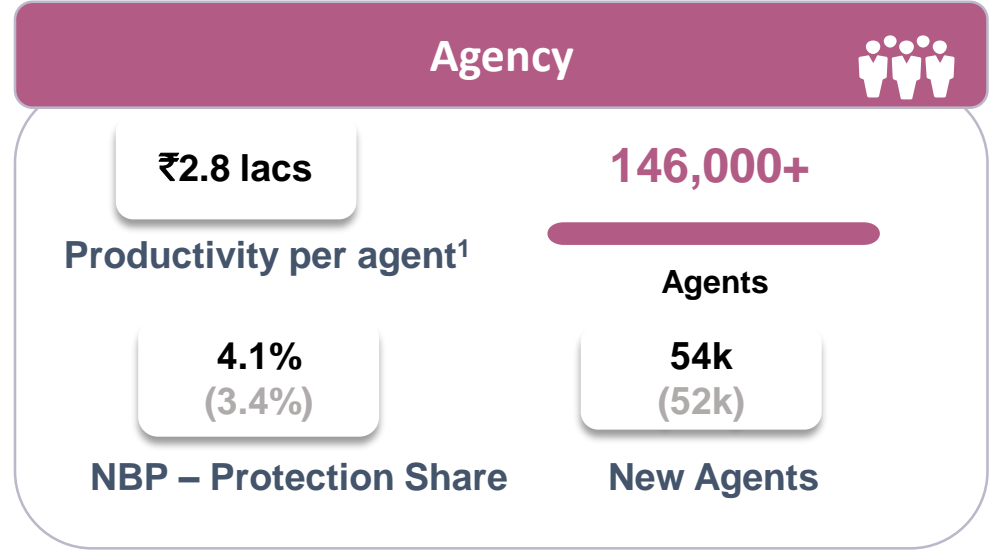 Agency
₹2.8 lacs
Productivity per agent¹
146,000+
Agents
4.1%
(3.4%)
NBP – Protection Share
54k
(52k)
New Agents